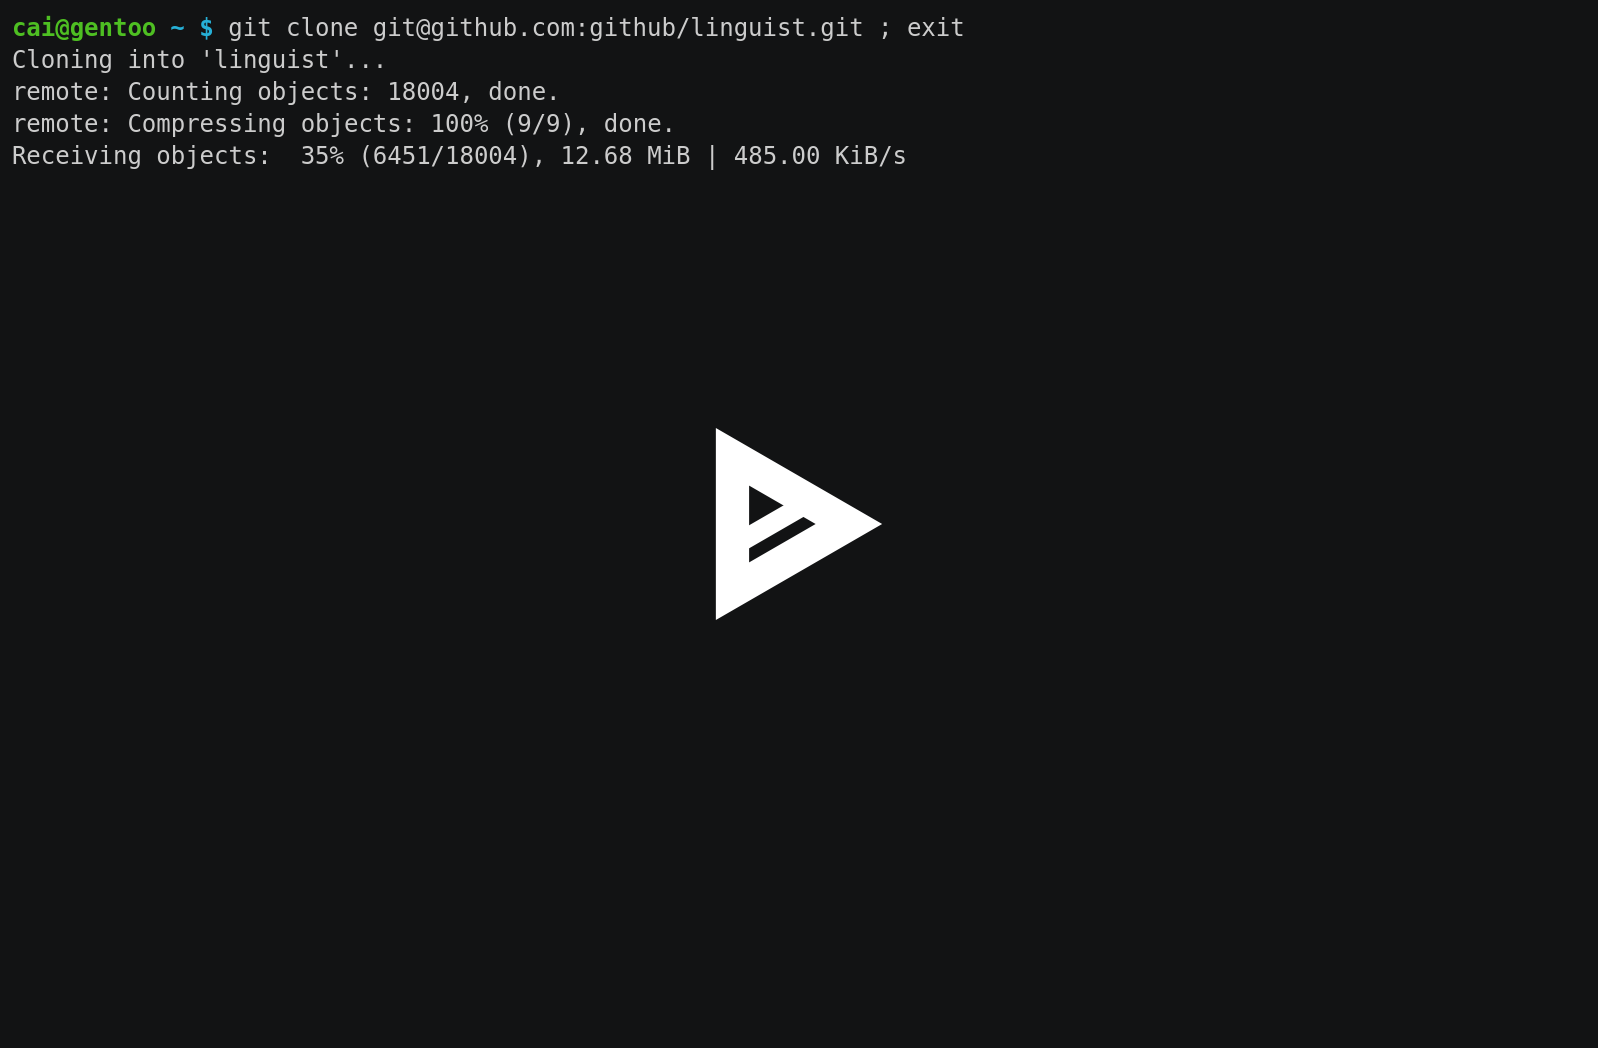 cai@gentoo ~ $ git clone git@github.com:github/linguist.git ; exit
Cloning into 'linguist'...
remote: Counting objects: 18004, done.
remote: Compressing objects: 100% (9/9), done.
Receiving objects:  35% (6451/18004), 12.68 MiB | 485.00 KiB/s